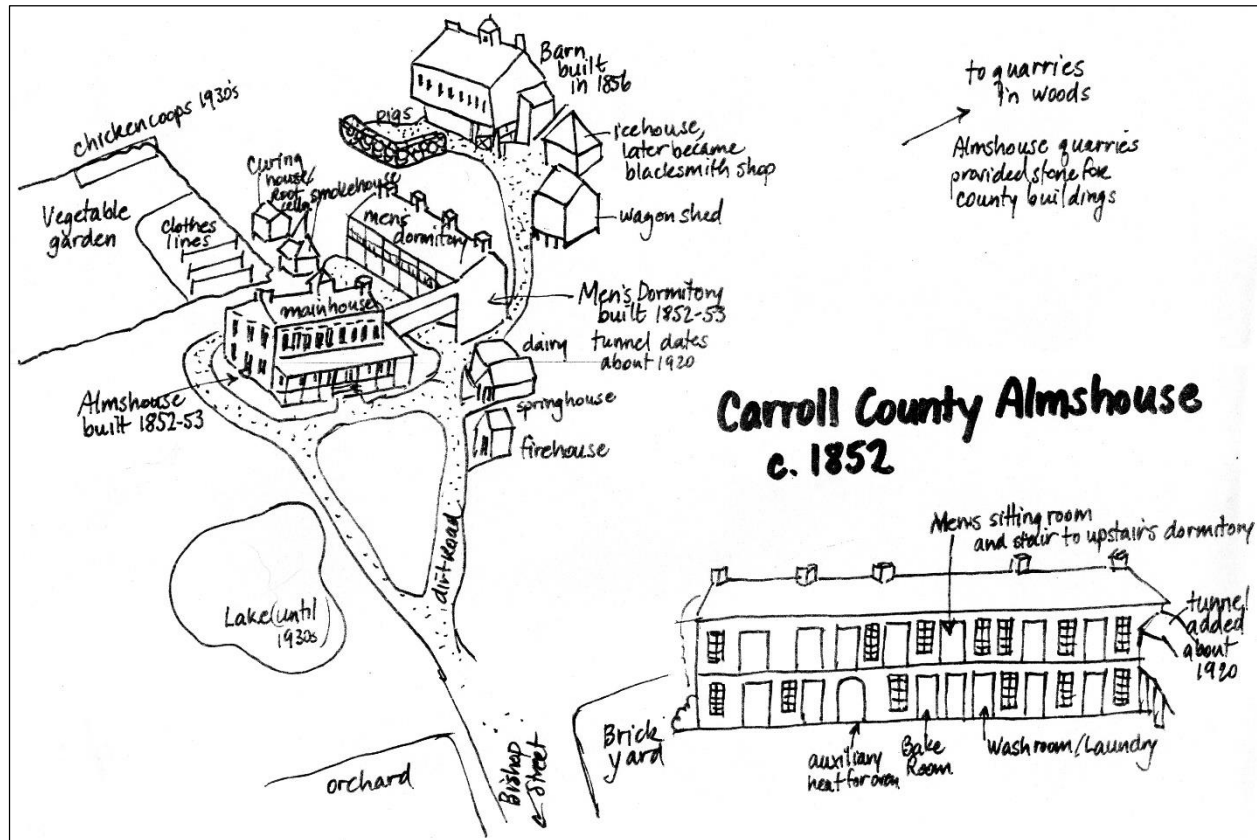 Barn
built
in 1856
to quarries
in woods
Almshouse quarries
provided stone for
county buildings
chicken coops 1930's
pigs
icehouse,
later became
blacksmith shop
curing
house/
Root
cellar
smokehouse
wagon shed
Vegetable
garden
clothes
lines
mens
dormitory
main house
Men's Dormitory
built 1852-53
dairy
tunnel dates
about 1920
Almshouse
built 1852-53
springhouse
firehouse
Carroll County Almshouse
c. 1852
dirt Road
Lake (until
1930s)
Mens sitting room
and stair to upstairs dormitory
tunnel
added
about
1920
Brick
yard
auxiliary
heat for oven
Bake
Room
Washroom/Laundry
orchard
Bishop
Street